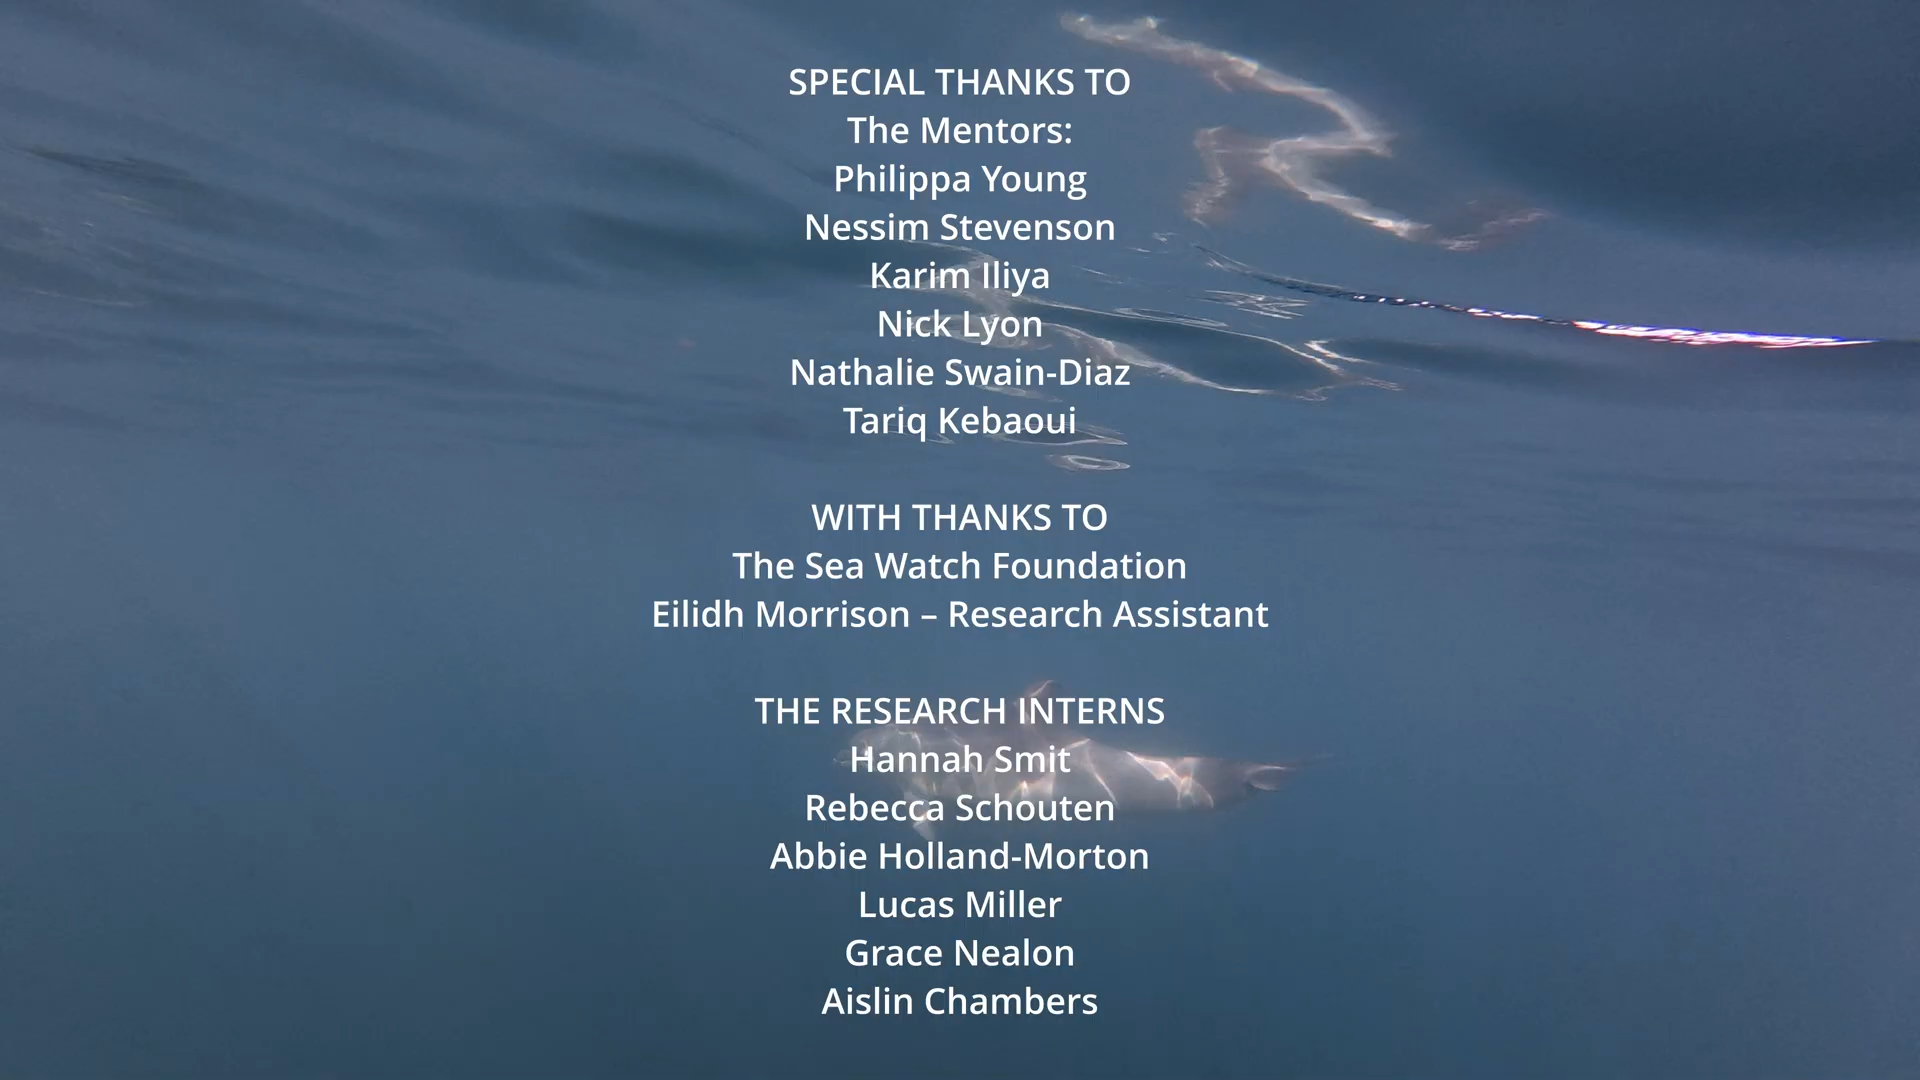 SPECIAL THANKS TO
The Mentors:
Philippa Young
Nessim Stevenson
Karim Iliya
Nick Lyon
Nathalie Swain-Diaz
Tariq Kebaoui
WITH THANKS TO
The Sea Watch Foundation
Eilidh Morrison – Research Assistant
THE RESEARCH INTERNS
Hannah Smit
Rebecca Schouten
Abbie Holland-Morton
Lucas Miller
Grace Nealon
Aislin Chambers